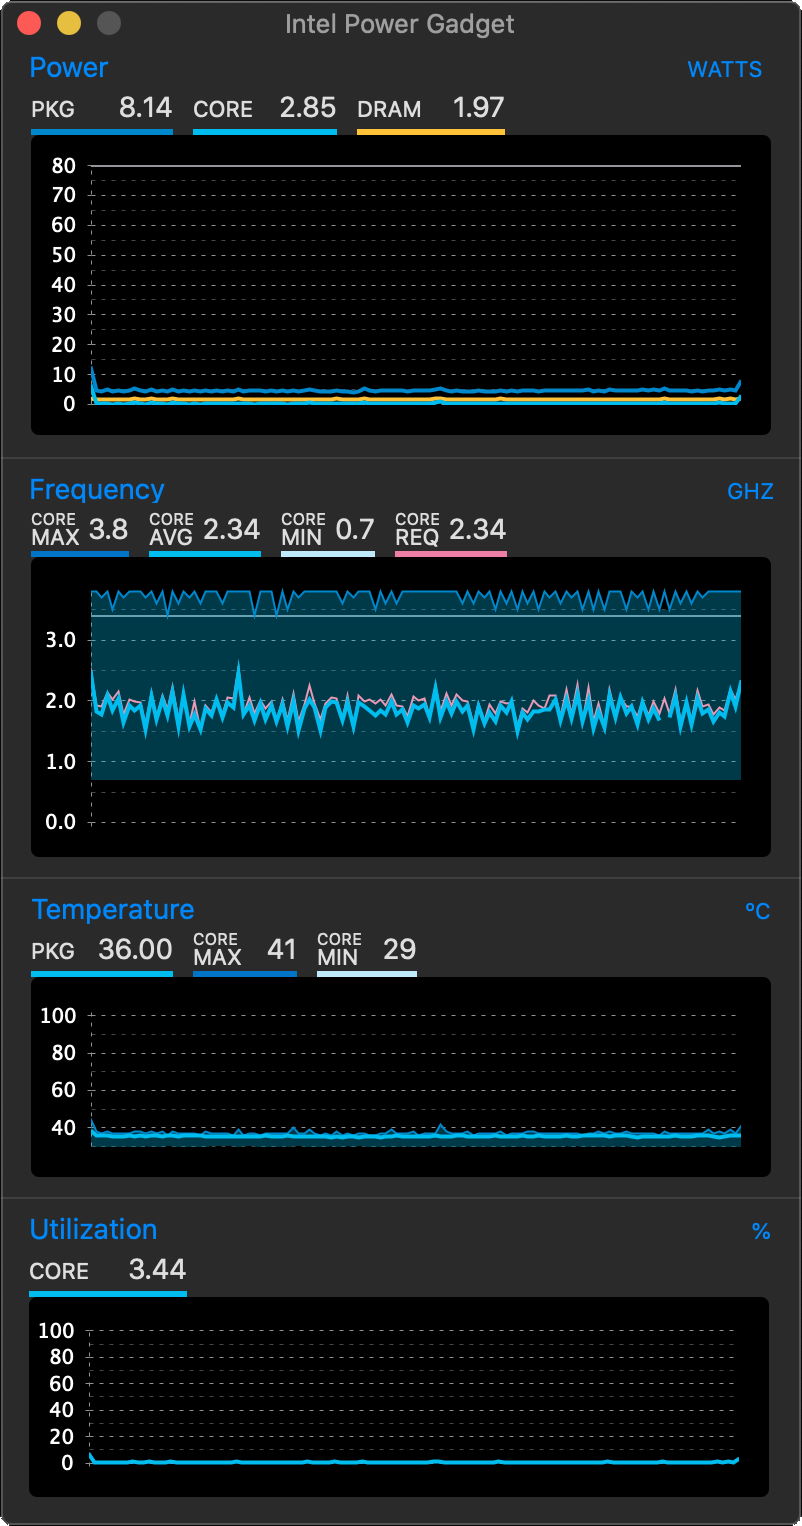 Intel Power Gadget
Power WATTS
PKG 8.14 CORE 2.85 DRAM 1.97
80
70
60
50
40
30
20
10
0
Frequency GHZ
CORE MAX 3.8 CORE AVG 2.34 CORE MIN 0.7 CORE REQ 2.34
3.0
2.0
1.0
0.0
Temperature ºC
PKG 36.00 CORE MAX 41 CORE MIN 29
100
80
60
40
Utilization %
CORE 3.44
100
80
60
40
20
0